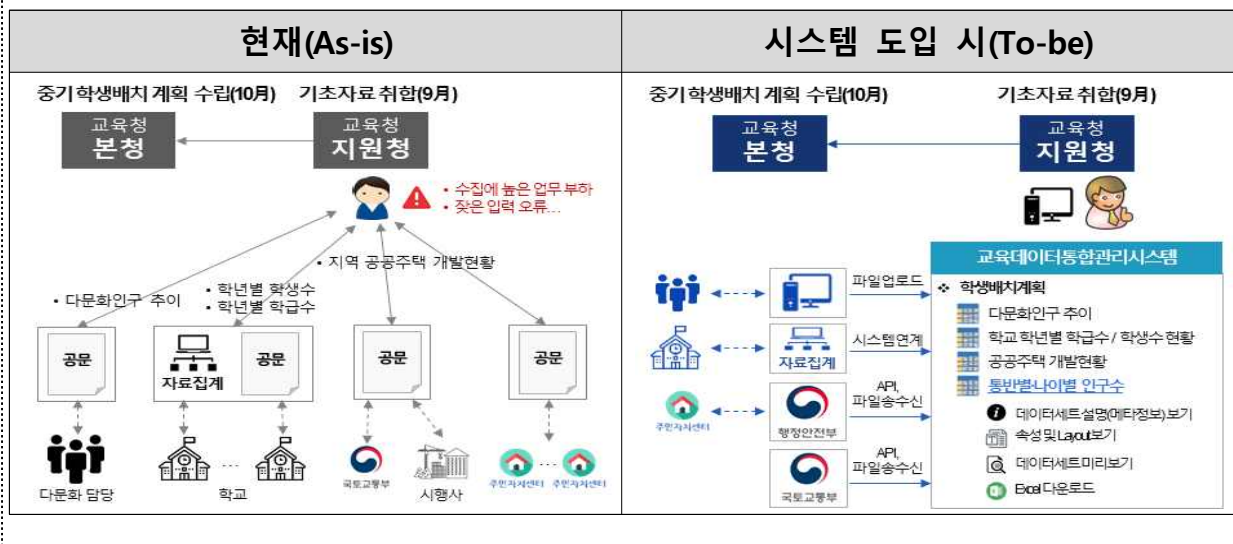 현재(As-is)
시스템 도입 시(To-be)
중기 학생배치 계획 수립(10月)
기초자료 취합(9月)
교육청
본청
교육청
지원청
• 수집에 높은 업무 부하
• 잦은 입력 오류…
• 지역 공공주택 개발현황
• 다문화인구 추이
• 학년별 학생수
• 학년별 학급수
공문
자료집계
공문
공문
공문
다문화 담당
…
학교
국토교통부
시행사
주민자치센터
…
주민자치센터
중기 학생배치 계획 수립(10月)
기초자료 취합(9月)
교육청
본청
교육청
지원청
교육데이터통합관리시스템
파일업로드
시스템연계
자료집계
API,
파일송수신
주민자치센터
행정안전부
API,
파일송수신
국토교통부
❖ 학생배치계획
다문화인구 추이
학교 학년별 학급수 / 학생수 현황
공공주택 개발현황
통반별·나이별 인구수
데이터세트 설명(메타정보) 보기
속성 및 Layout 보기
데이터세트 미리보기
Excel 다운로드